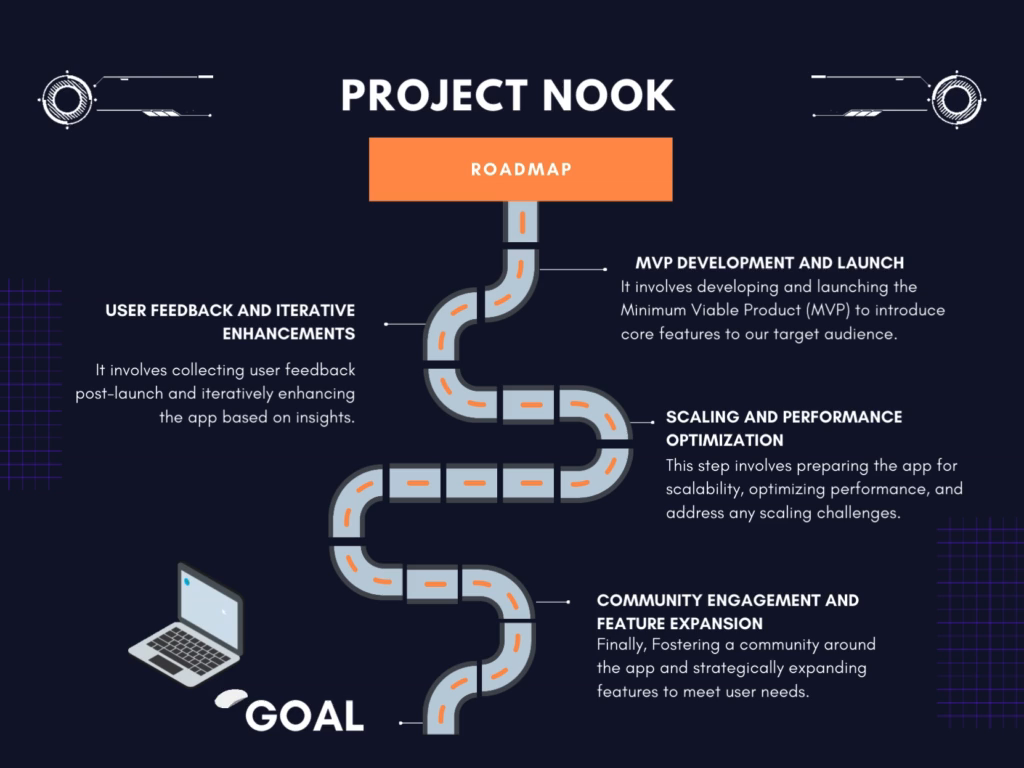 PROJECT NOOK
ROADMAP
MVP DEVELOPMENT AND LAUNCH
It involves developing and launching the
Minimum Viable Product (MVP) to introduce
core features to our target audience.
USER FEEDBACK AND ITERATIVE
ENHANCEMENTS
It involves collecting user feedback
post-launch and iteratively enhancing
the app based on insights.
SCALING AND PERFORMANCE
OPTIMIZATION
This step involves preparing the app for
scalability, optimizing performance, and
address any scaling challenges.
COMMUNITY ENGAGEMENT AND
FEATURE EXPANSION
Finally, Fostering a community around
the app and strategically expanding
features to meet user needs.
GOAL